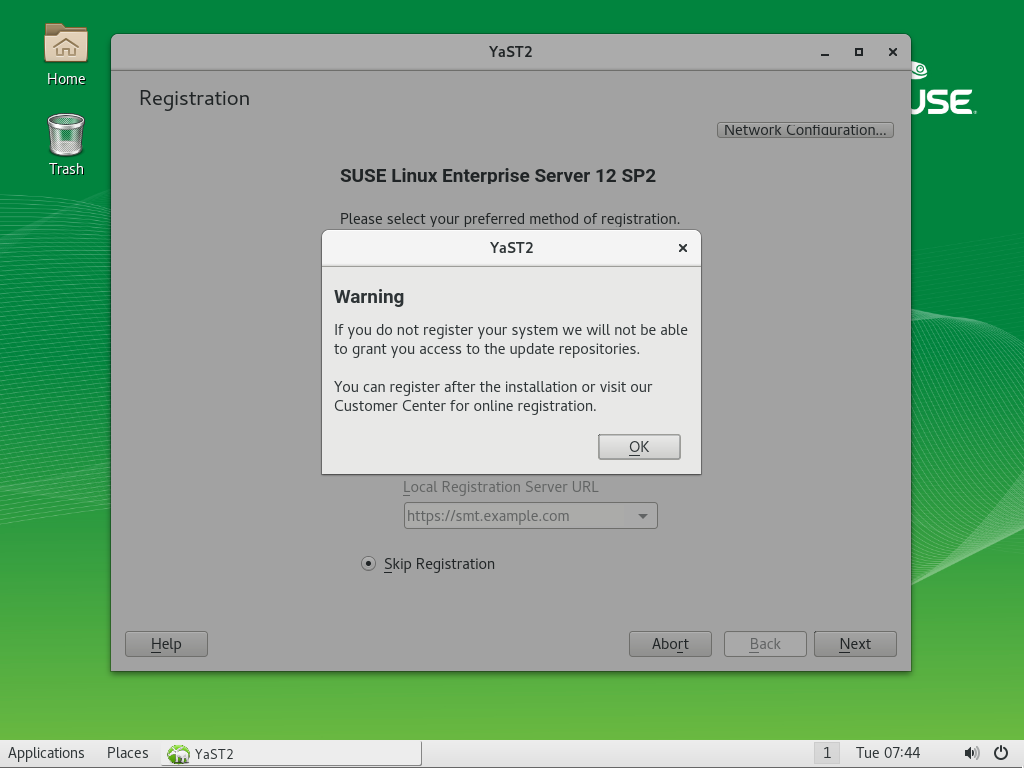 Home
Trash
YaST2
USE
Registration
Network Configuration...
SUSE Linux Enterprise Server 12 SP2
Please select your preferred method of registration.
YaST2
Warning
If you do not register your system we will not be able
to grant you access to the update repositories.
You can register after the installation or visit our
Customer Center for online registration.
OK
Local Registration Server URL
https://smt.example.com
Skip Registration
Help
Abort
Back
Next
Applications
Places
YaST2
1
Tue 07:44